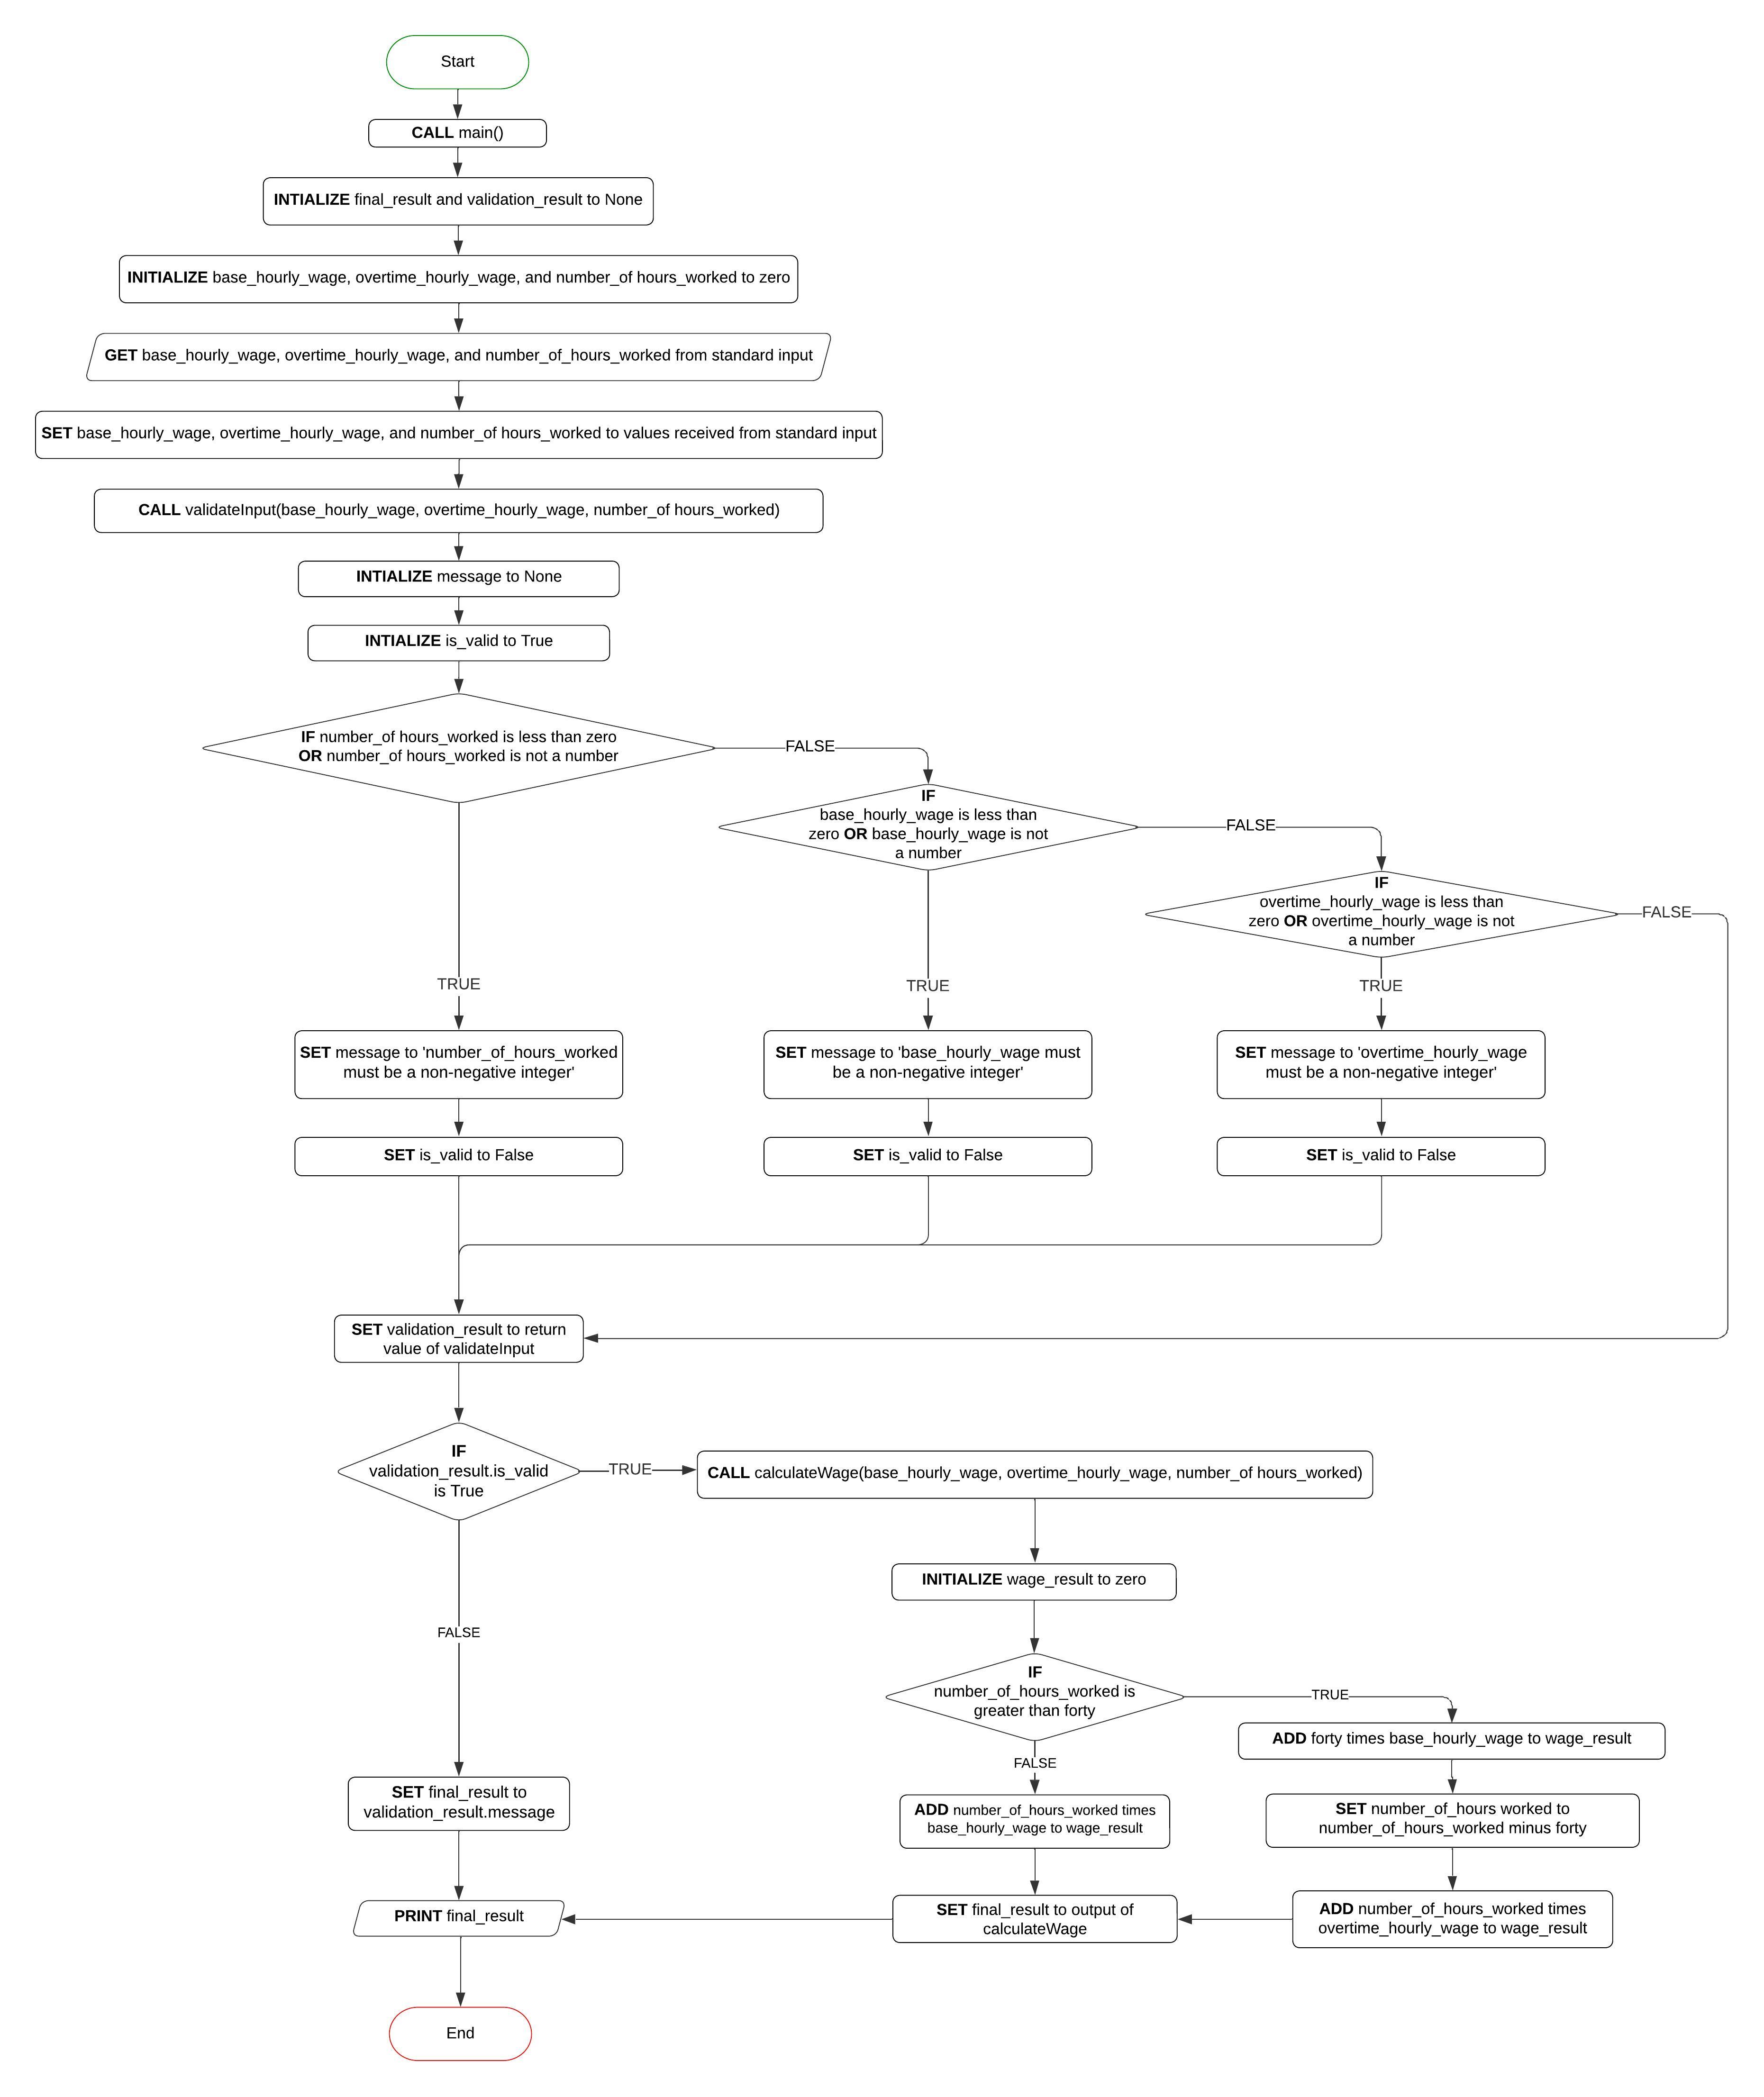 Start
CALL main()
INTIALIZE final_result and validation_result to None
INITIALIZE base_hourly_wage, overtime_hourly_wage, and number_of hours_worked to zero
GET base_hourly_wage, overtime_hourly_wage, and number_of_hours_worked from standard input
SET base_hourly_wage, overtime_hourly_wage, and number_of hours_worked to values received from standard input
CALL validateInput(base_hourly_wage, overtime_hourly_wage, number_of hours_worked)
INTIALIZE message to None
INTIALIZE is_valid to True
IF number_of hours_worked is less than zero
OR number_of hours_worked is not a number
FALSE
IF
base_hourly_wage is less than
zero OR base_hourly_wage is not
a number
FALSE
IF
overtime_hourly_wage is less than
zero OR overtime_hourly_wage is not
a number
FALSE
TRUE
TRUE
TRUE
SET message to 'number_of_hours_worked
must be a non-negative integer'
SET message to 'base_hourly_wage must
be a non-negative integer'
SET message to 'overtime_hourly_wage
must be a non-negative integer'
SET is_valid to False
SET is_valid to False
SET is_valid to False
SET validation_result to return
value of validateInput
IF
validation_result.is_valid
is True
TRUE
CALL calculateWage(base_hourly_wage, overtime_hourly_wage, number_of hours_worked)
INITIALIZE wage_result to zero
FALSE
IF
number_of_hours_worked is
greater than forty
TRUE
ADD forty times base_hourly_wage to wage_result
FALSE
SET final_result to
validation_result.message
ADD number_of_hours_worked times
base_hourly_wage to wage_result
SET number_of_hours worked to
number_of_hours_worked minus forty
PRINT final_result
SET final_result to output of
calculateWage
ADD number_of_hours_worked times
overtime_hourly_wage to wage_result
End